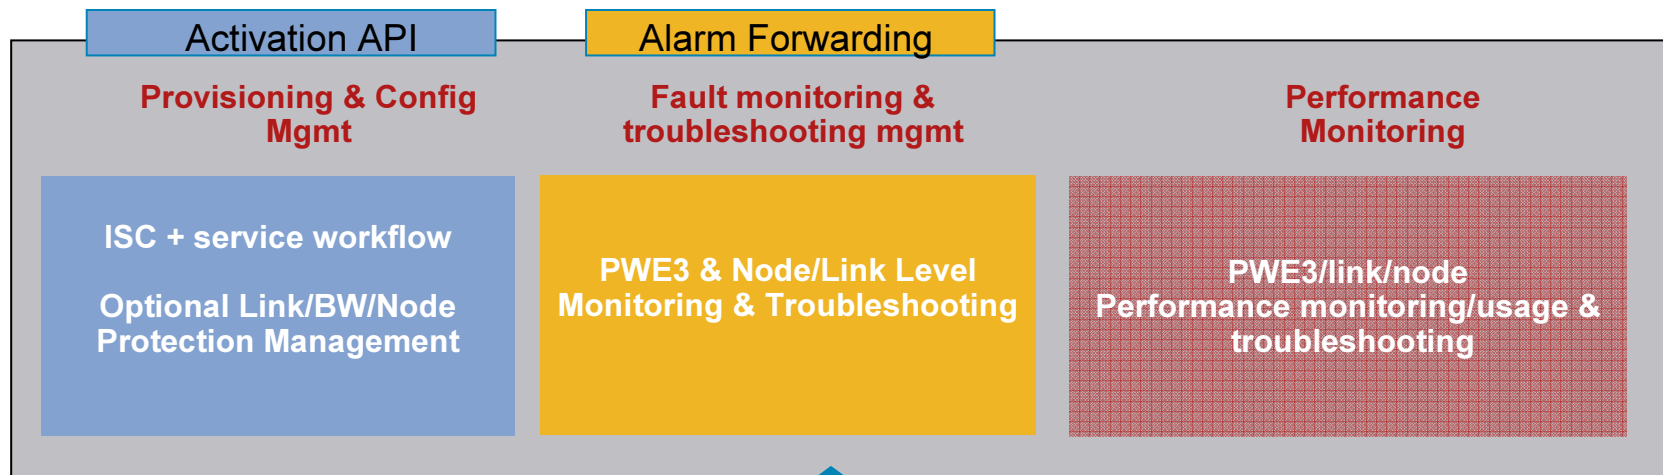 Activation API
Alarm Forwarding
Provisioning & Config
Mgmt
Fault monitoring &
troubleshooting mgmt
Performance
Monitoring
ISC + service workflow
Optional Link/BW/Node
Protection Management
PWE3 & Node/Link Level
Monitoring & Troubleshooting
PWE3/link/node
Performance monitoring/usage &
troubleshooting